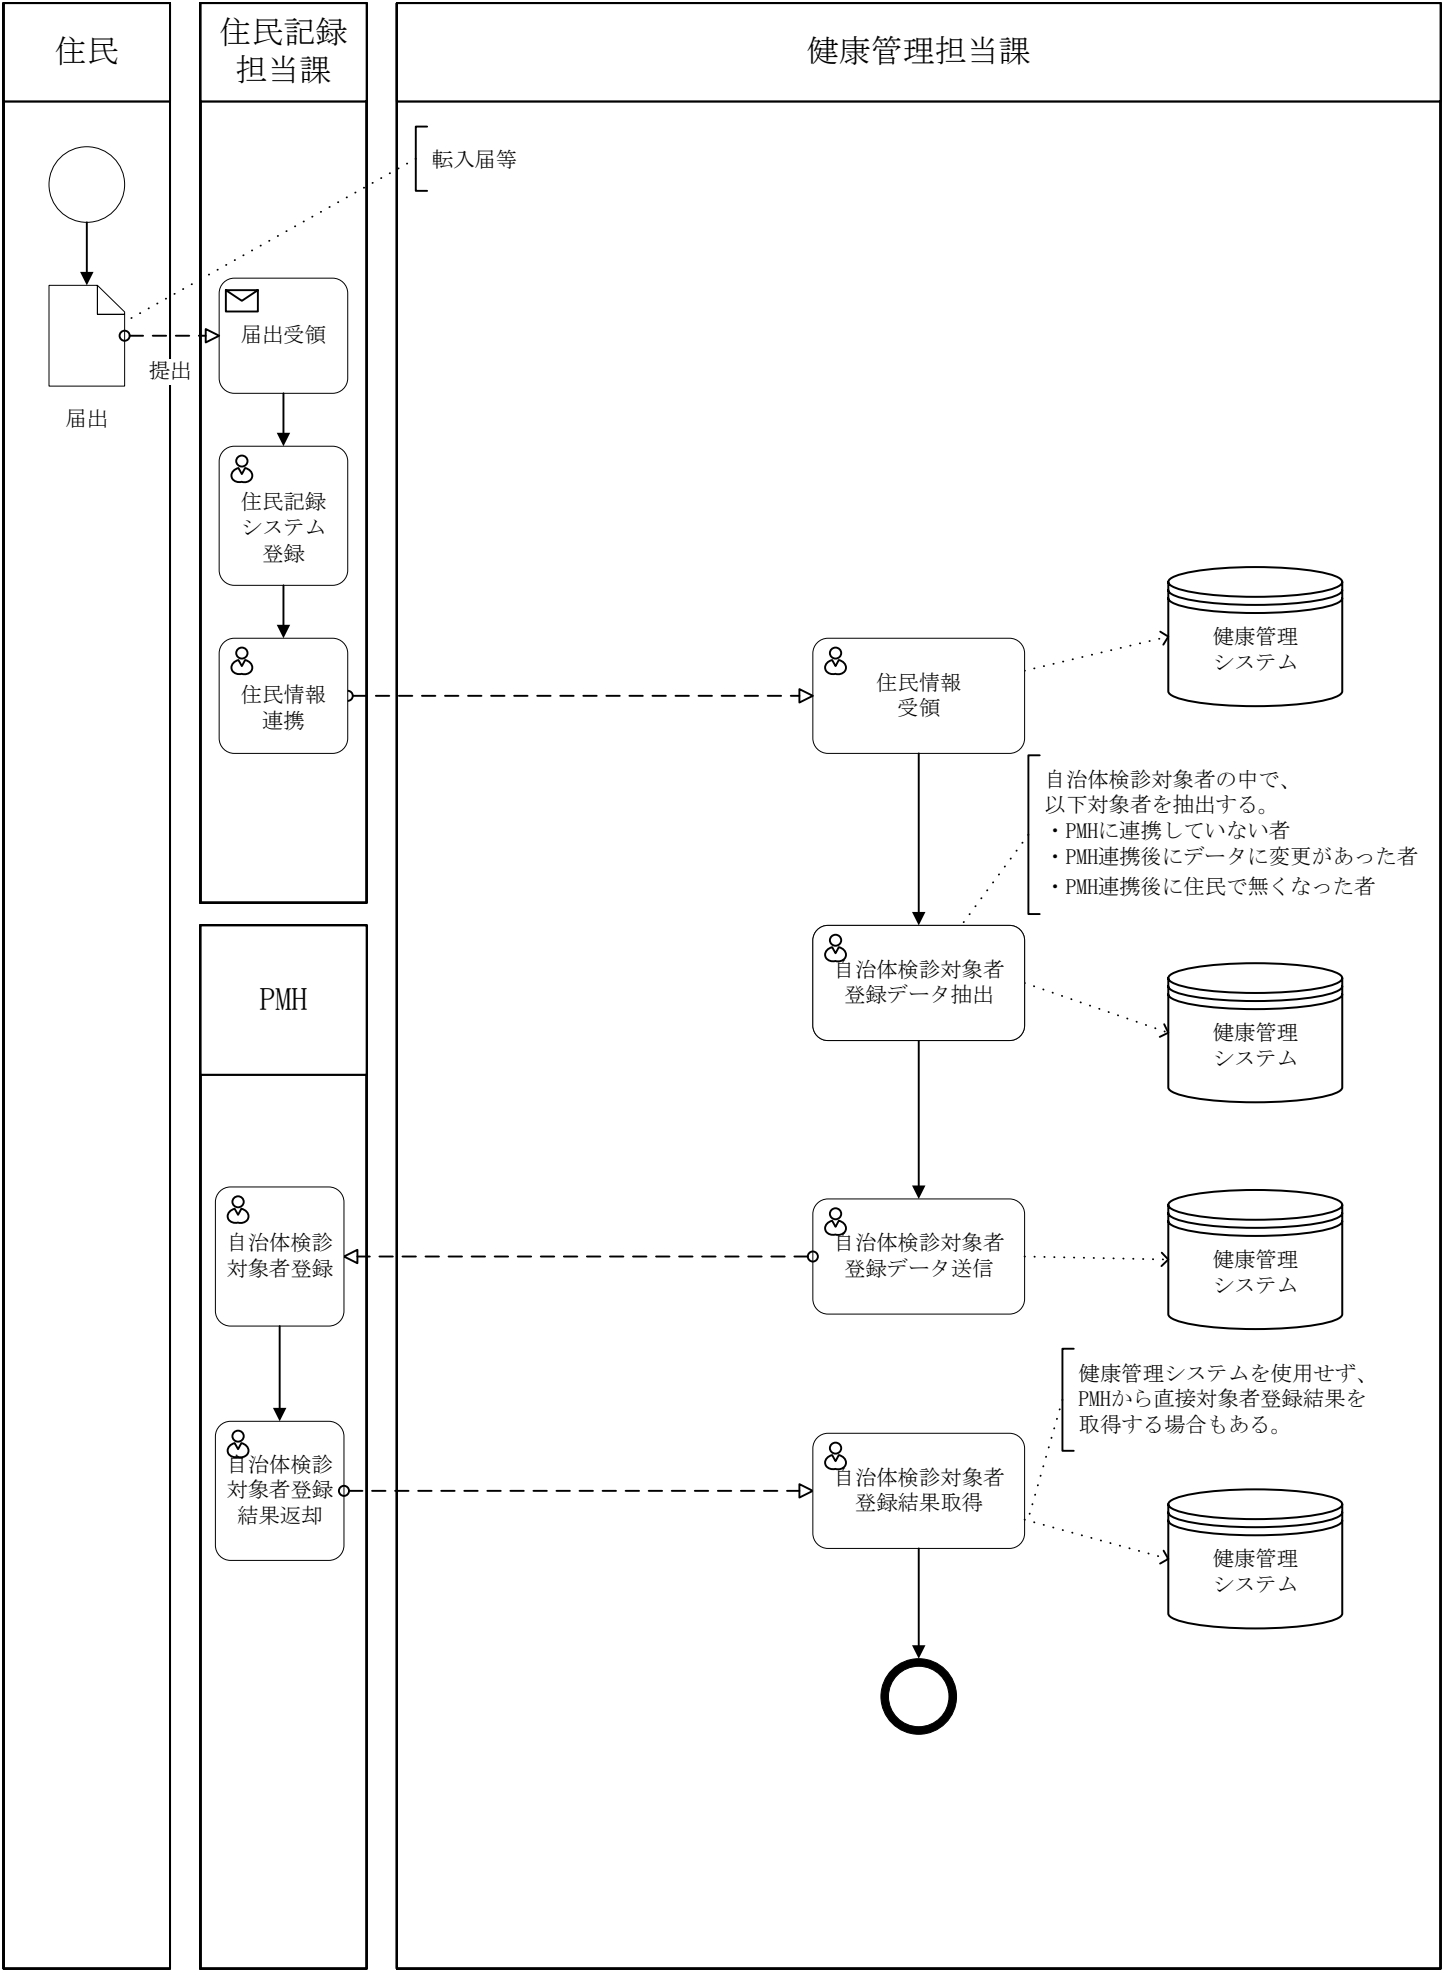 住民
住民記録
担当課
健康管理担当課
転入届等
届出受領
提出
届出
住民記録
システム
登録
住民情報
連携
住民情報
受領
健康管理
システム
自治体検診対象者の中で、
以下対象者を抽出する。
・PMHに連携していない者
・PMH連携後にデータに変更があった者
・PMH連携後に住民で無くなった者
PMH
自治体検診対象者
登録データ抽出
健康管理
システム
自治体検診
対象者登録
自治体検診対象者
登録データ送信
健康管理
システム
健康管理システムを使用せず、
PMHから直接対象者登録結果を
取得する場合もある。
自治体検診
対象者登録
結果返却
自治体検診対象者
登録結果取得
健康管理
システム